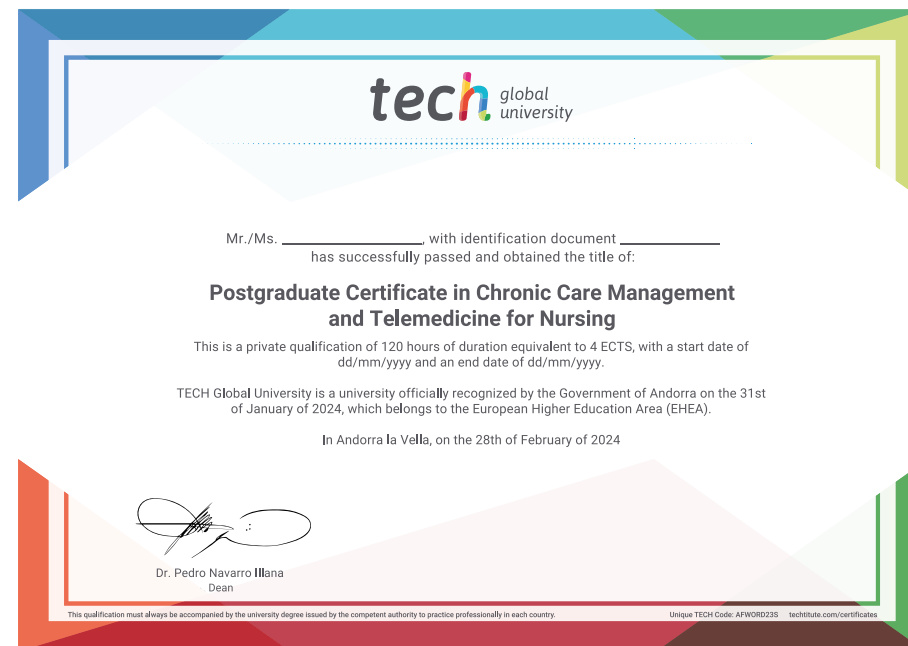 tech global
university
Mr./Ms. ____________________, with identification document ______________
has successfully passed and obtained the title of:
Postgraduate Certificate in Chronic Care Management
and Telemedicine for Nursing
This is a private qualification of 120 hours of duration equivalent to 4 ECTS, with a start date of
dd/mm/yyyy and an end date of dd/mm/yyyy.
TECH Global University is a university officially recognized by the Government of Andorra on the 31st
of January of 2024, which belongs to the European Higher Education Area (EHEA).
In Andorra la Vella, on the 28th of February of 2024
Dr. Pedro Navarro Illana
Dean
This qualification must always be accompanied by the university degree issued by the competent authority to practice professionally in each country.
Unique TECH Code: AFWORD23S techtitute.com/certificates